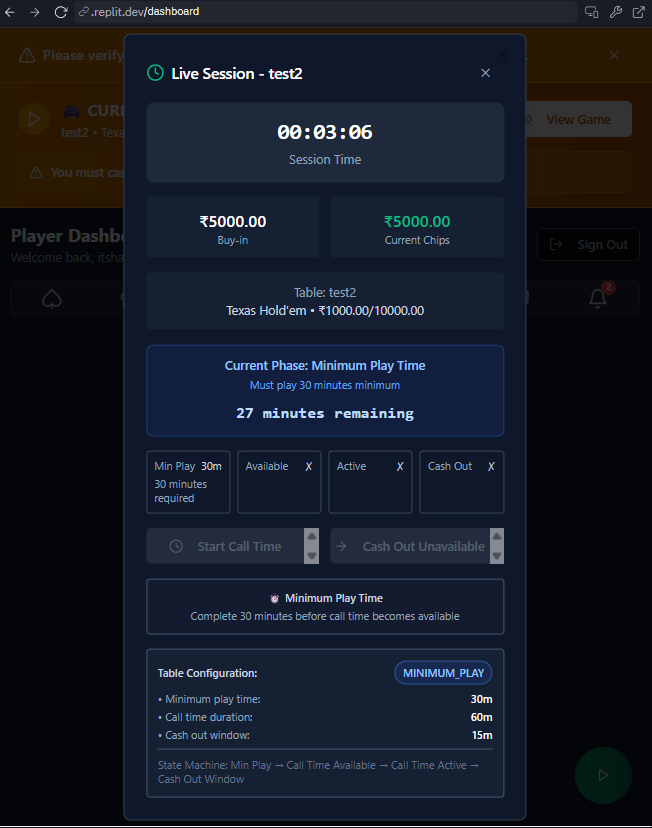 .replit.dev/dashboard
Please verify
Live Session - test2
CURR
test2 • Texa
View Game
You must cas
00:03:06
Session Time
₹5000.00
Buy-in
₹5000.00
Current Chips
Player Dashb
Welcome back, itsha
Sign Out
2
Table: test2
Texas Hold'em • ₹1000.00/10000.00
Current Phase: Minimum Play Time
Must play 30 minutes minimum
27 minutes remaining
Min Play 30m
30 minutes
required
Available ✗
Active ✗
Cash Out ✗
Start Call Time
Cash Out Unavailable
Minimum Play Time
Complete 30 minutes before call time becomes available
Table Configuration:
MINIMUM_PLAY
• Minimum play time: 30m
• Call time duration: 60m
• Cash out window: 15m
State Machine: Min Play → Call Time Available → Call Time Active →
Cash Out Window